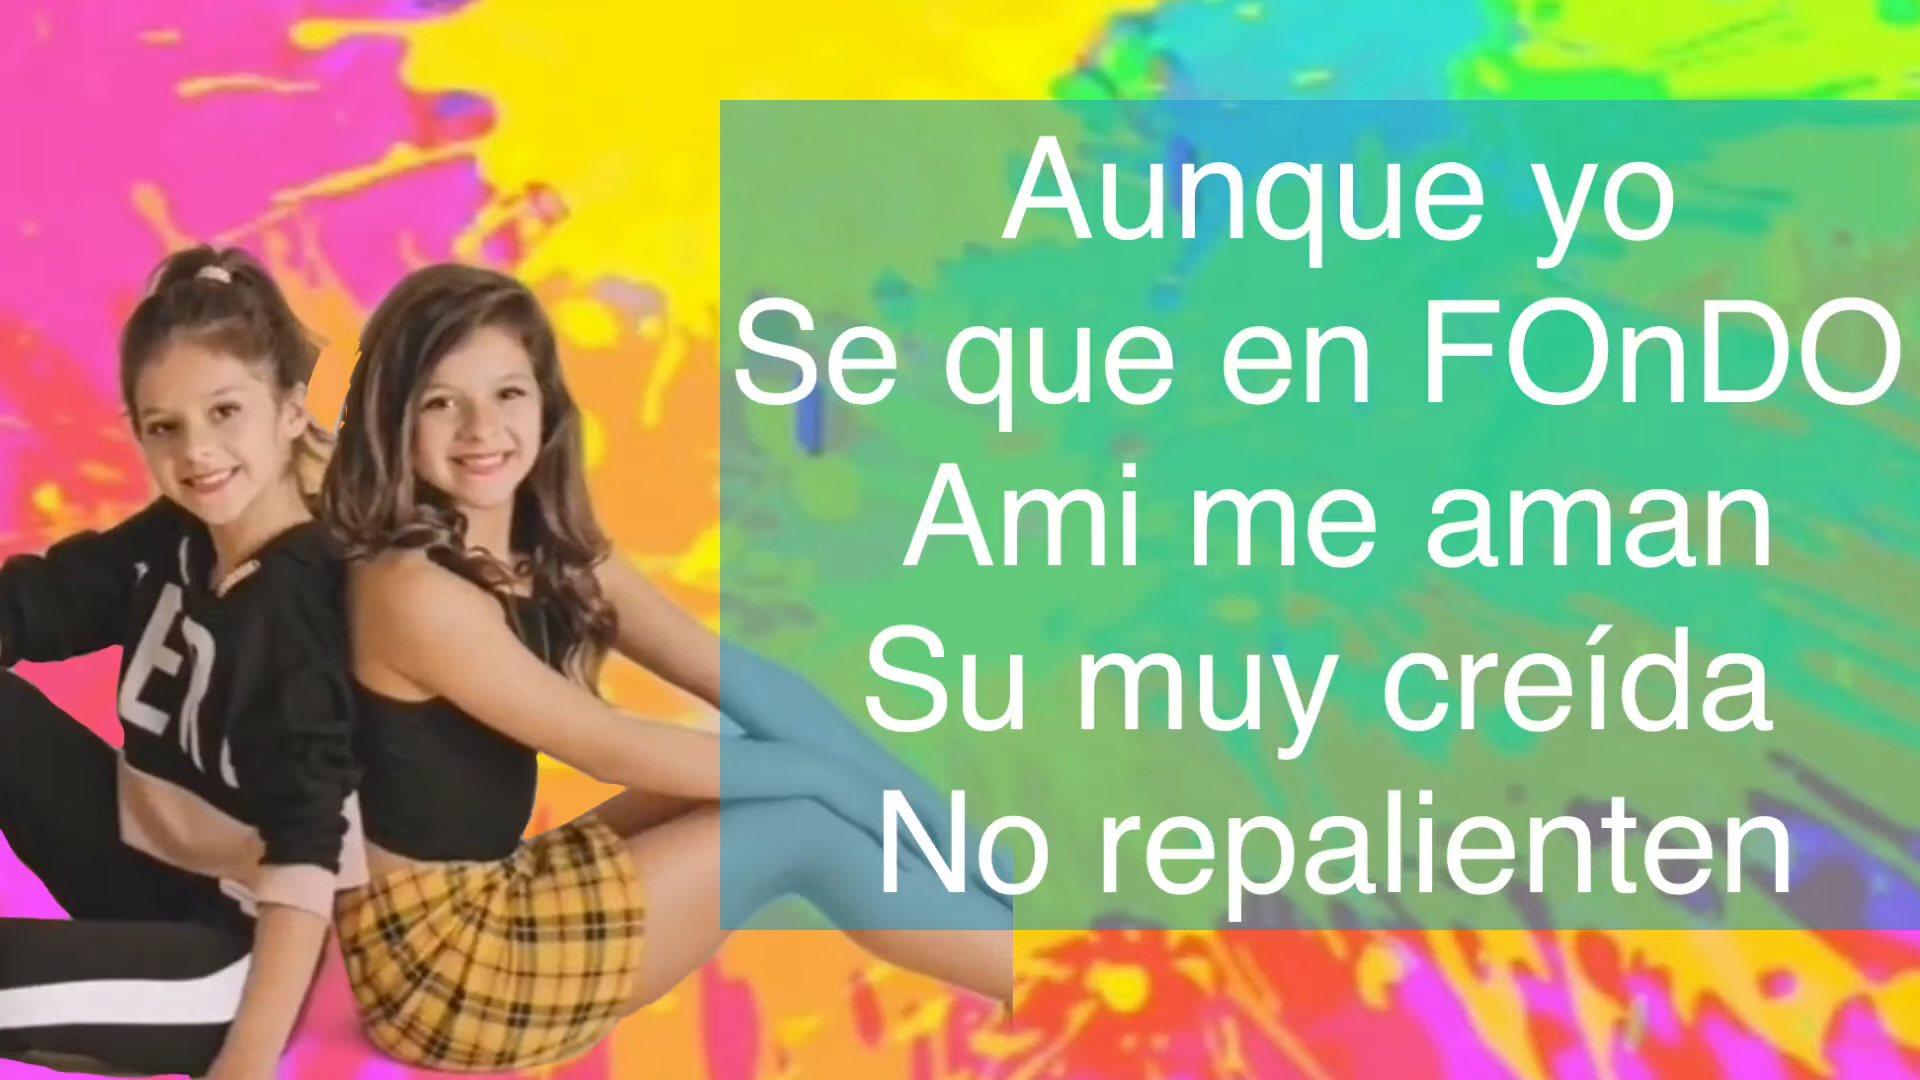 Aunque yo
Se que en FOnDO
Ami me aman
Su muy creída
No repalienten